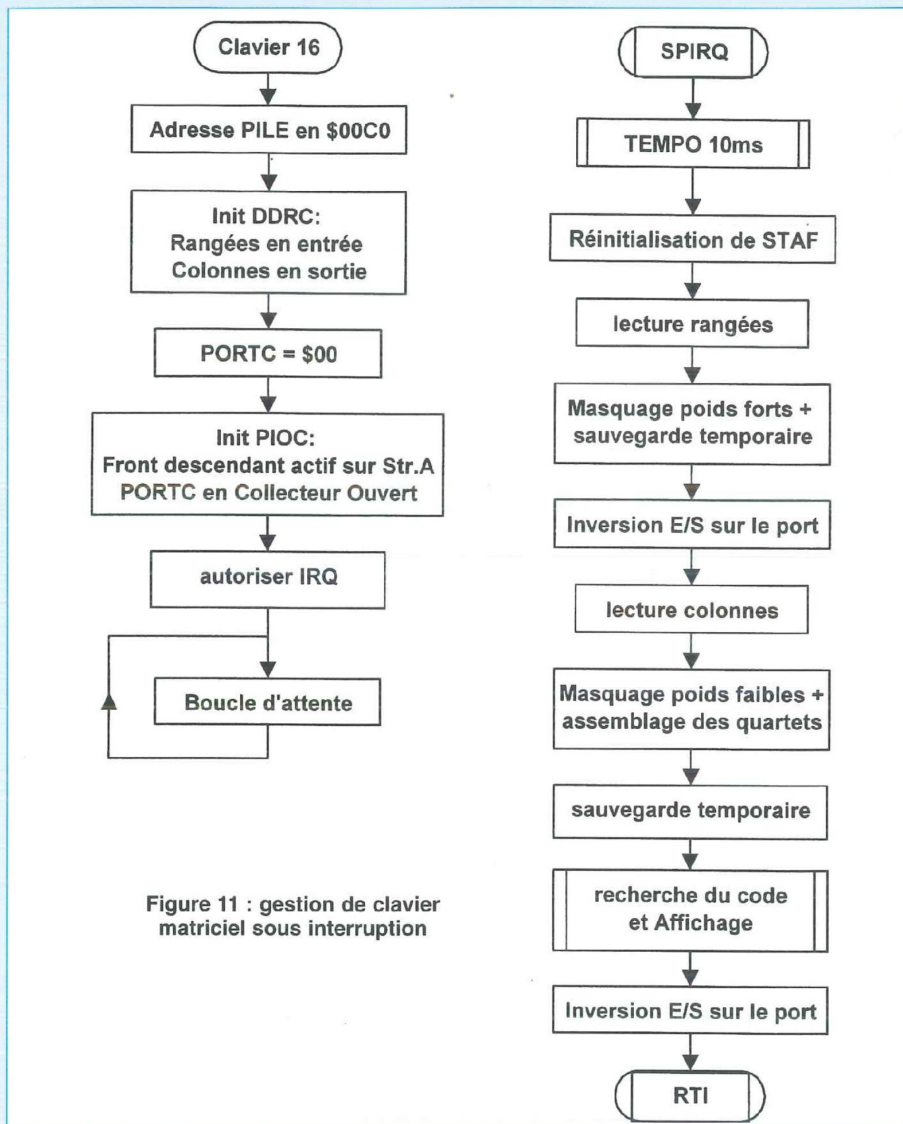 Clavier 16
Adresse PILE en $00C0
Init DDRC:
Rangées en entrée
Colonnes en sortie
PORTC = $00
Init PIOC:
Front descendant actif sur Str.A
PORTC en Collecteur Ouvert
autoriser IRQ
Boucle d'attente
Figure 11 : gestion de clavier
matriciel sous interruption
SPIRQ
TEMPO 10ms
Réinitialisation de STAF
lecture rangées
Masquage poids forts +
sauvegarde temporaire
Inversion E/S sur le port
lecture colonnes
Masquage poids faibles +
assemblage des quartets
sauvegarde temporaire
recherche du code
et Affichage
Inversion E/S sur le port
RTI